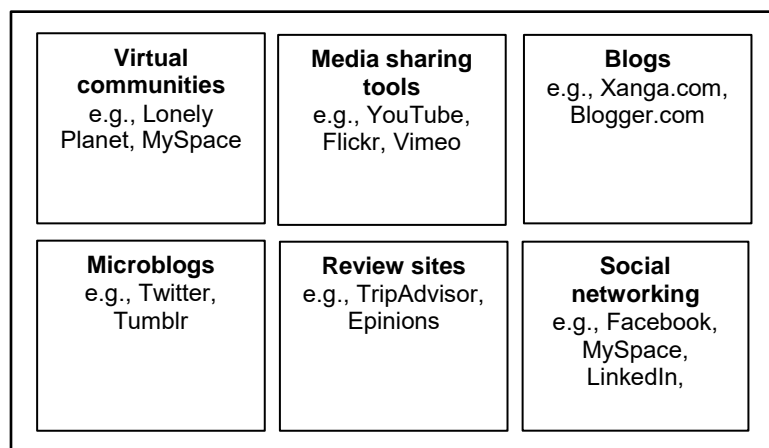 Virtual
communities
e.g., Lonely
Planet, MySpace
Media sharing
tools
e.g., YouTube,
Flickr, Vimeo
Blogs
e.g., Xanga.com,
Blogger.com
Microblogs
e.g., Twitter,
Tumblr
Review sites
e.g., TripAdvisor,
Epinions
Social
networking
e.g., Facebook,
MySpace,
LinkedIn,